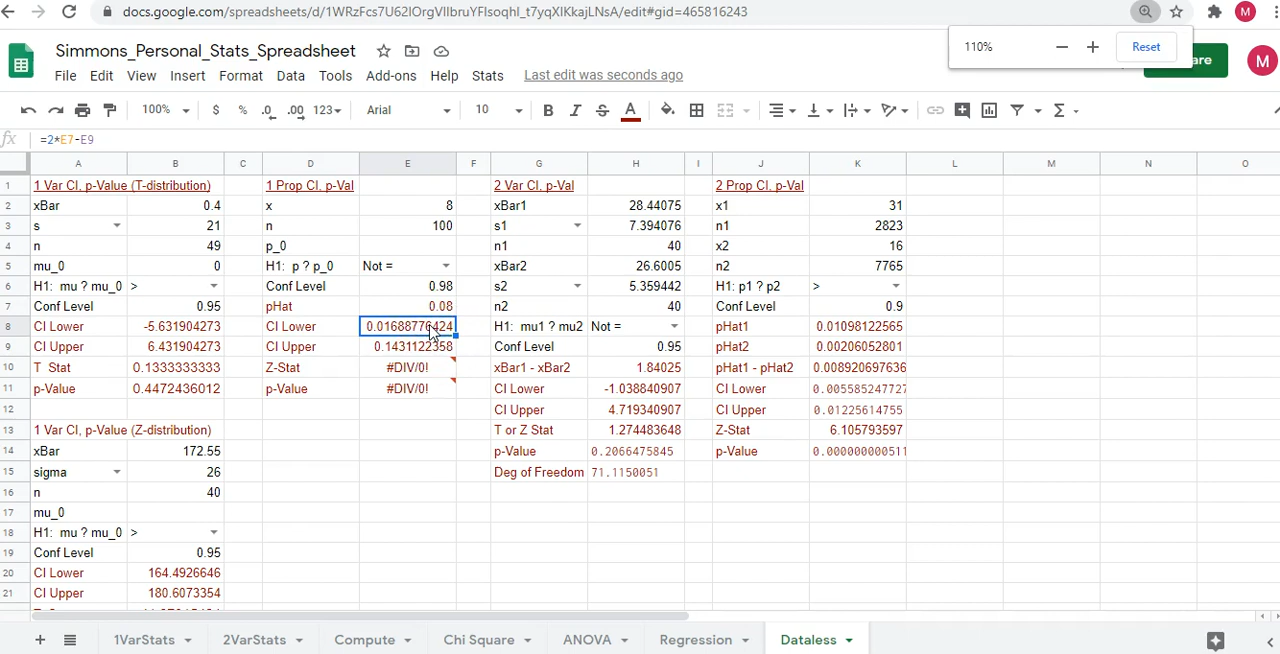 docs.google.com/spreadsheets/d/1WRzFcs7U62IOrgVIIbruYFIsoqhI_t7yqXIKkajLNsA/edit#gid=465816243
M
Simmons_Personal_Stats_Spreadsheet
110% Reset
are
M
File Edit View Insert Format Data Tools Add-ons Help Stats Last edit was seconds ago
100% $ % .0 .00 123 Arial 10 B I S A
fx =2*E7-E9
A B C D E F G H I J K L M N O
1 1 Var CI, p-Value (T-distribution) 1 Prop CI, p-Val 2 Var CI, p-Val 2 Prop CI, p-Val
2 xBar 0.4 x 8 xBar1 28.44075 x1 31
3 s 21 n 100 s1 7.394076 n1 2823
4 n 49 p_0 n1 40 x2 16
5 mu_0 0 H1: p ? p_0 Not = xBar2 26.6005 n2 7765
6 H1: mu ? mu_0 > Conf Level 0.98 s2 5.359442 H1: p1 ? p2 >
7 Conf Level 0.95 pHat 0.08 n2 40 Conf Level 0.9
8 CI Lower -5.631904273 CI Lower 0.01688776424 H1: mu1 ? mu2 Not = pHat1 0.01098122565
9 CI Upper 6.431904273 CI Upper 0.1431122358 Conf Level 0.95 pHat2 0.00206052801
10 T Stat 0.1333333333 Z-Stat #DIV/0! xBar1 - xBar2 1.84025 pHat1 - pHat2 0.008920697636
11 p-Value 0.4472436012 p-Value #DIV/0! CI Lower -1.038840907 CI Lower 0.005585247727
12 CI Upper 4.719340907 CI Upper 0.01225614755
13 1 Var CI, p-Value (Z-distribution) T or Z Stat 1.274483648 Z-Stat 6.105793597
14 xBar 172.55 p-Value 0.2066475845 p-Value 0.000000000511
15 sigma 26 Deg of Freedom 71.1150051
16 n 40
17 mu_0
18 H1: mu ? mu_0 >
19 Conf Level 0.95
20 CI Lower 164.4926646
21 CI Upper 180.6073354
1VarStats 2VarStats Compute Chi Square ANOVA Regression Dataless